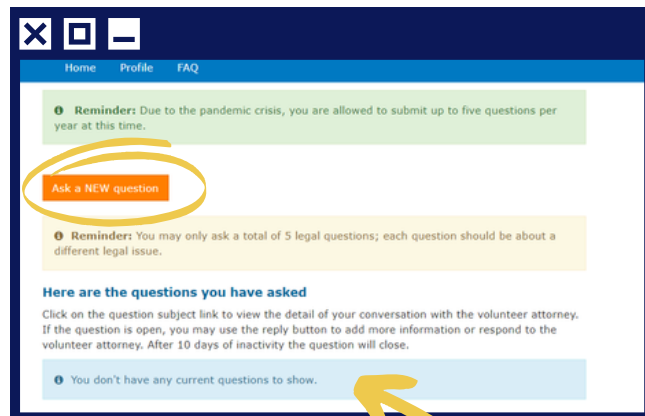 Home Profile FAQ
Reminder: Due to the pandemic crisis, you are allowed to submit up to five questions per
year at this time.
Ask a NEW question
Reminder: You may only ask a total of 5 legal questions; each question should be about a
different legal issue.
Here are the questions you have asked
Click on the question subject link to view the detail of your conversation with the volunteer attorney.
If the question is open, you may use the reply button to add more information or respond to the
volunteer attorney. After 10 days of inactivity the question will close.
You don't have any current questions to show.